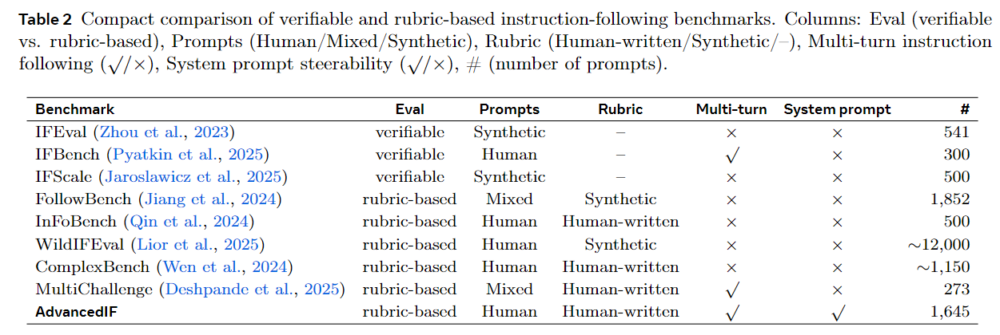 Table 2 Compact comparison of verifiable and rubric-based instruction-following benchmarks. Columns: Eval (verifiable
vs. rubric-based), Prompts (Human/Mixed/Synthetic), Rubric (Human-written/Synthetic/–), Multi-turn instruction
following (√/×), System prompt steerability (√/×), # (number of prompts).
Benchmark Eval Prompts Rubric Multi-turn System prompt #
IFEval (Zhou et al., 2023) verifiable Synthetic – × × 541
IFBench (Pyatkin et al., 2025) verifiable Human – √ × 300
IFScale (Jaroslawicz et al., 2025) verifiable Synthetic – × × 500
FollowBench (Jiang et al., 2024) rubric-based Mixed Synthetic × × 1,852
InFoBench (Qin et al., 2024) rubric-based Human Human-written × × 500
WildIFEval (Lior et al., 2025) rubric-based Human Synthetic × × ~12,000
ComplexBench (Wen et al., 2024) rubric-based Human Human-written × × ~1,150
MultiChallenge (Deshpande et al., 2025) rubric-based Mixed Human-written √ × 273
AdvancedIF rubric-based Human Human-written √ √ 1,645